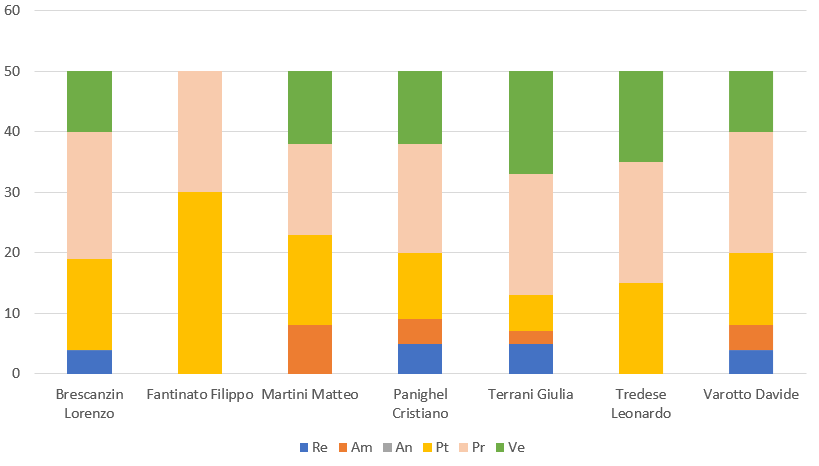 60
50
40
30
20
10
0
Brescanzin Fantinato Filippo Martini Matteo Panighel Terrani Giulia Tredese Varotto Davide
Lorenzo Cristiano Leonardo
Re Am An Pt Pr Ve